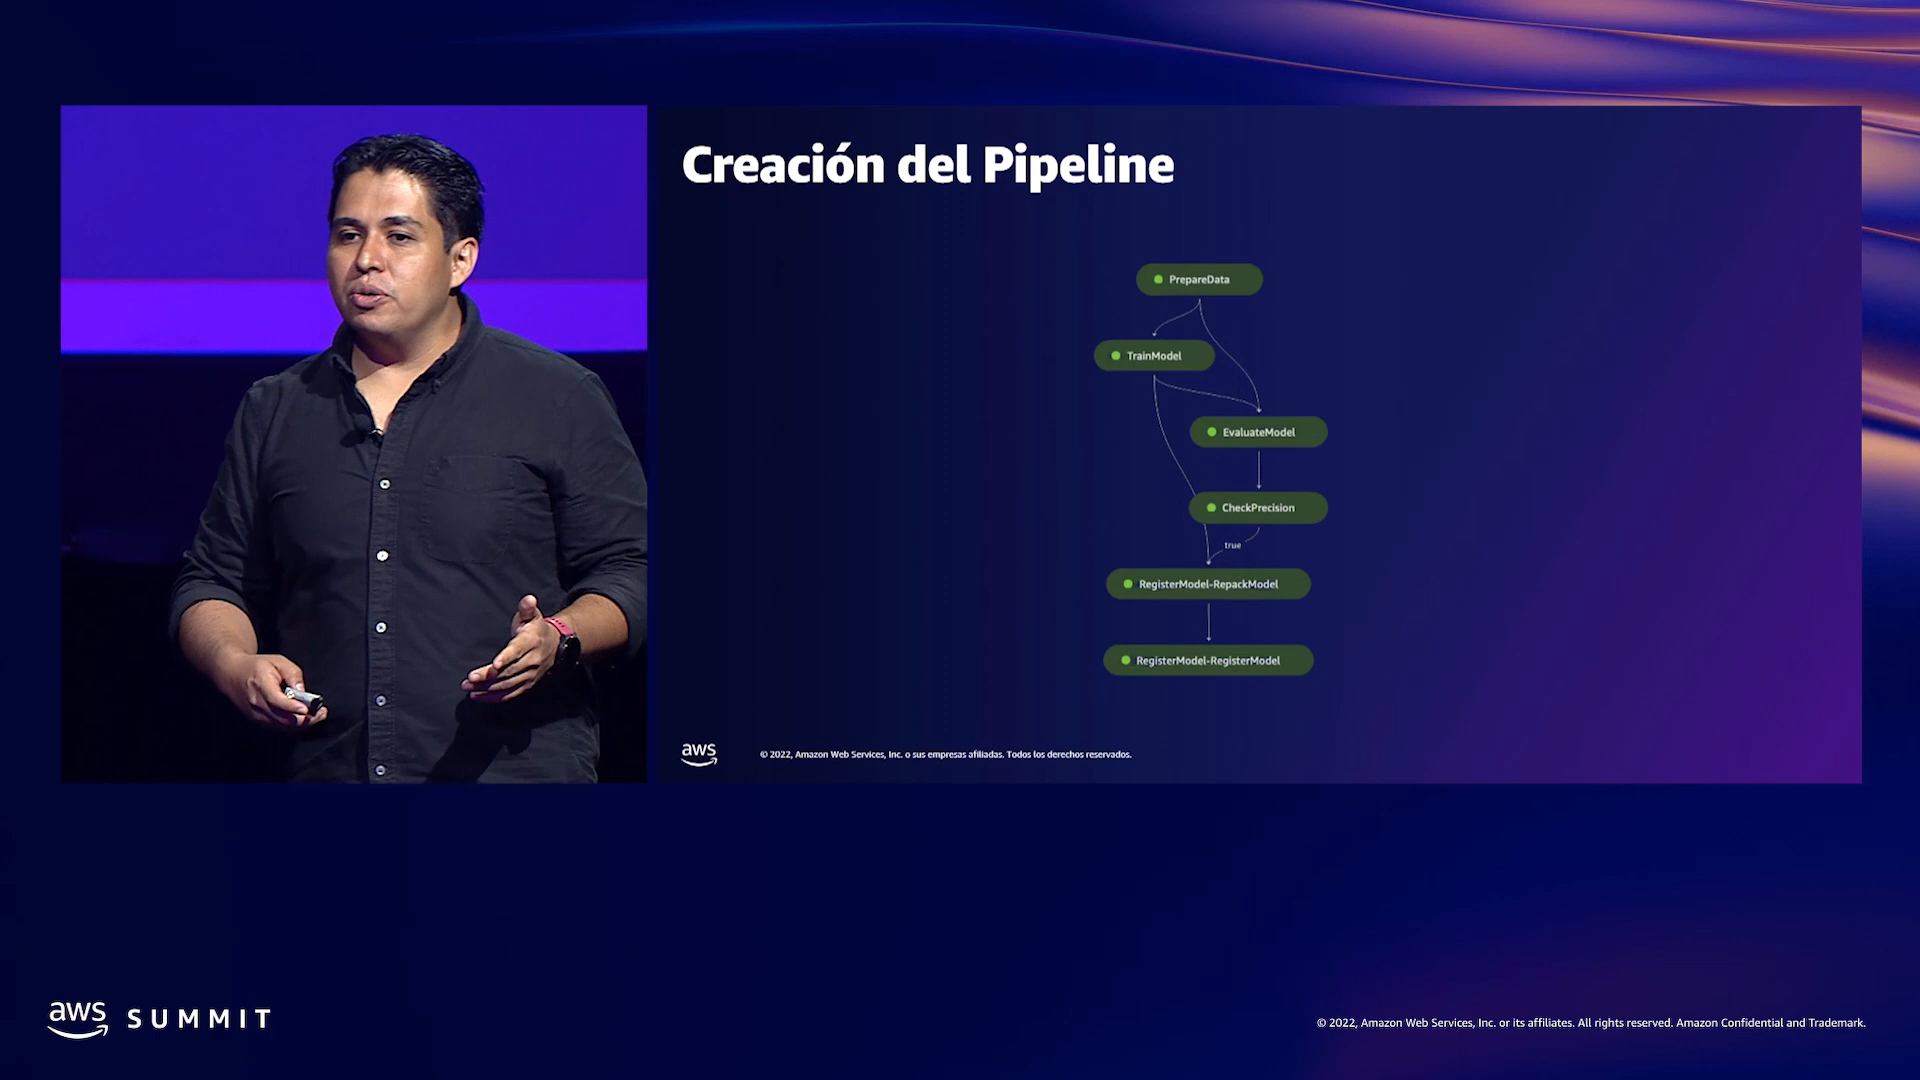 Creación del Pipeline
PrepareData
TrainModel
EvaluateModel
CheckPrecision
true
RegisterModel-RepackModel
RegisterModel-RegisterModel
aws
© 2022, Amazon Web Services, Inc. o sus empresas afiliadas. Todos los derechos reservados.
aws SUMMIT
© 2022, Amazon Web Services, Inc. or its affiliates. All rights reserved. Amazon Confidential and Trademark.